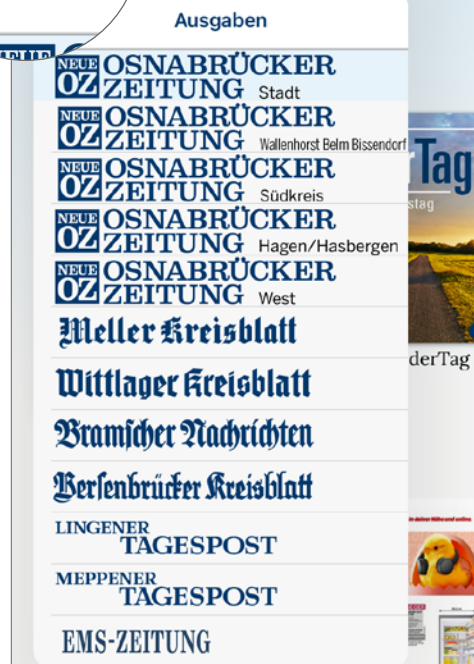 Ausgaben
NEUE
NEUE OZ OSNABRÜCKER
ZEITUNG Stadt
NEUE OZ OSNABRÜCKER
ZEITUNG Wallenhorst Belm Bissendorf
NEUE OZ OSNABRÜCKER
ZEITUNG Südkreis
NEUE OZ OSNABRÜCKER
ZEITUNG Hagen/Hasbergen
NEUE OZ OSNABRÜCKER
ZEITUNG West
Meller Kreisblatt
Wittlager Kreisblatt
Bramſcher Nachrichten
Berſenbrücker Kreisblatt
LINGENER
TAGESPOST
MEPPENER
TAGESPOST
EMS-ZEITUNG
Tag
stag
derTag